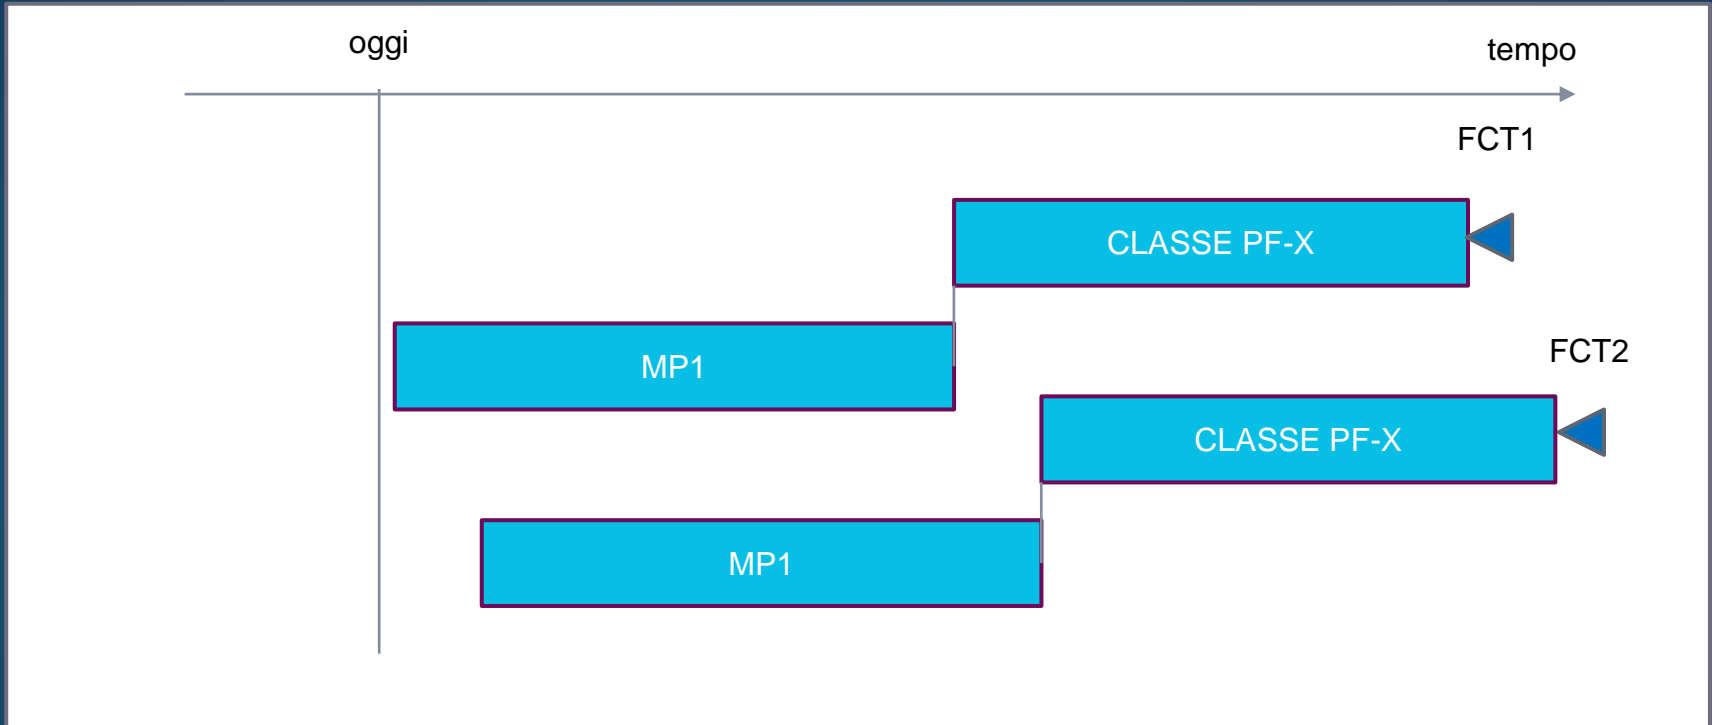 oggi
tempo
FCT1
CLASSE PF-X
MP1
FCT2
CLASSE PF-X
MP1